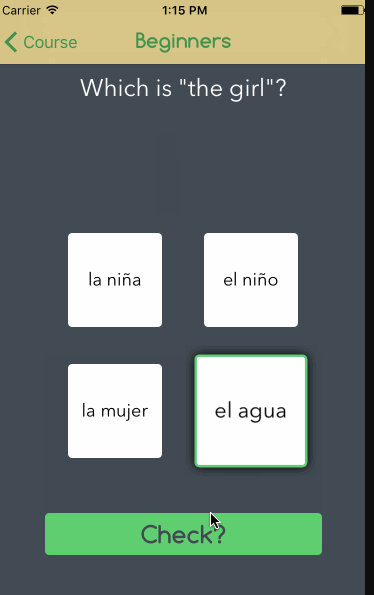 Carrier 1:15 PM
Course Beginners
Which is "the girl"?
la niña el niño
la mujer el agua
Check?